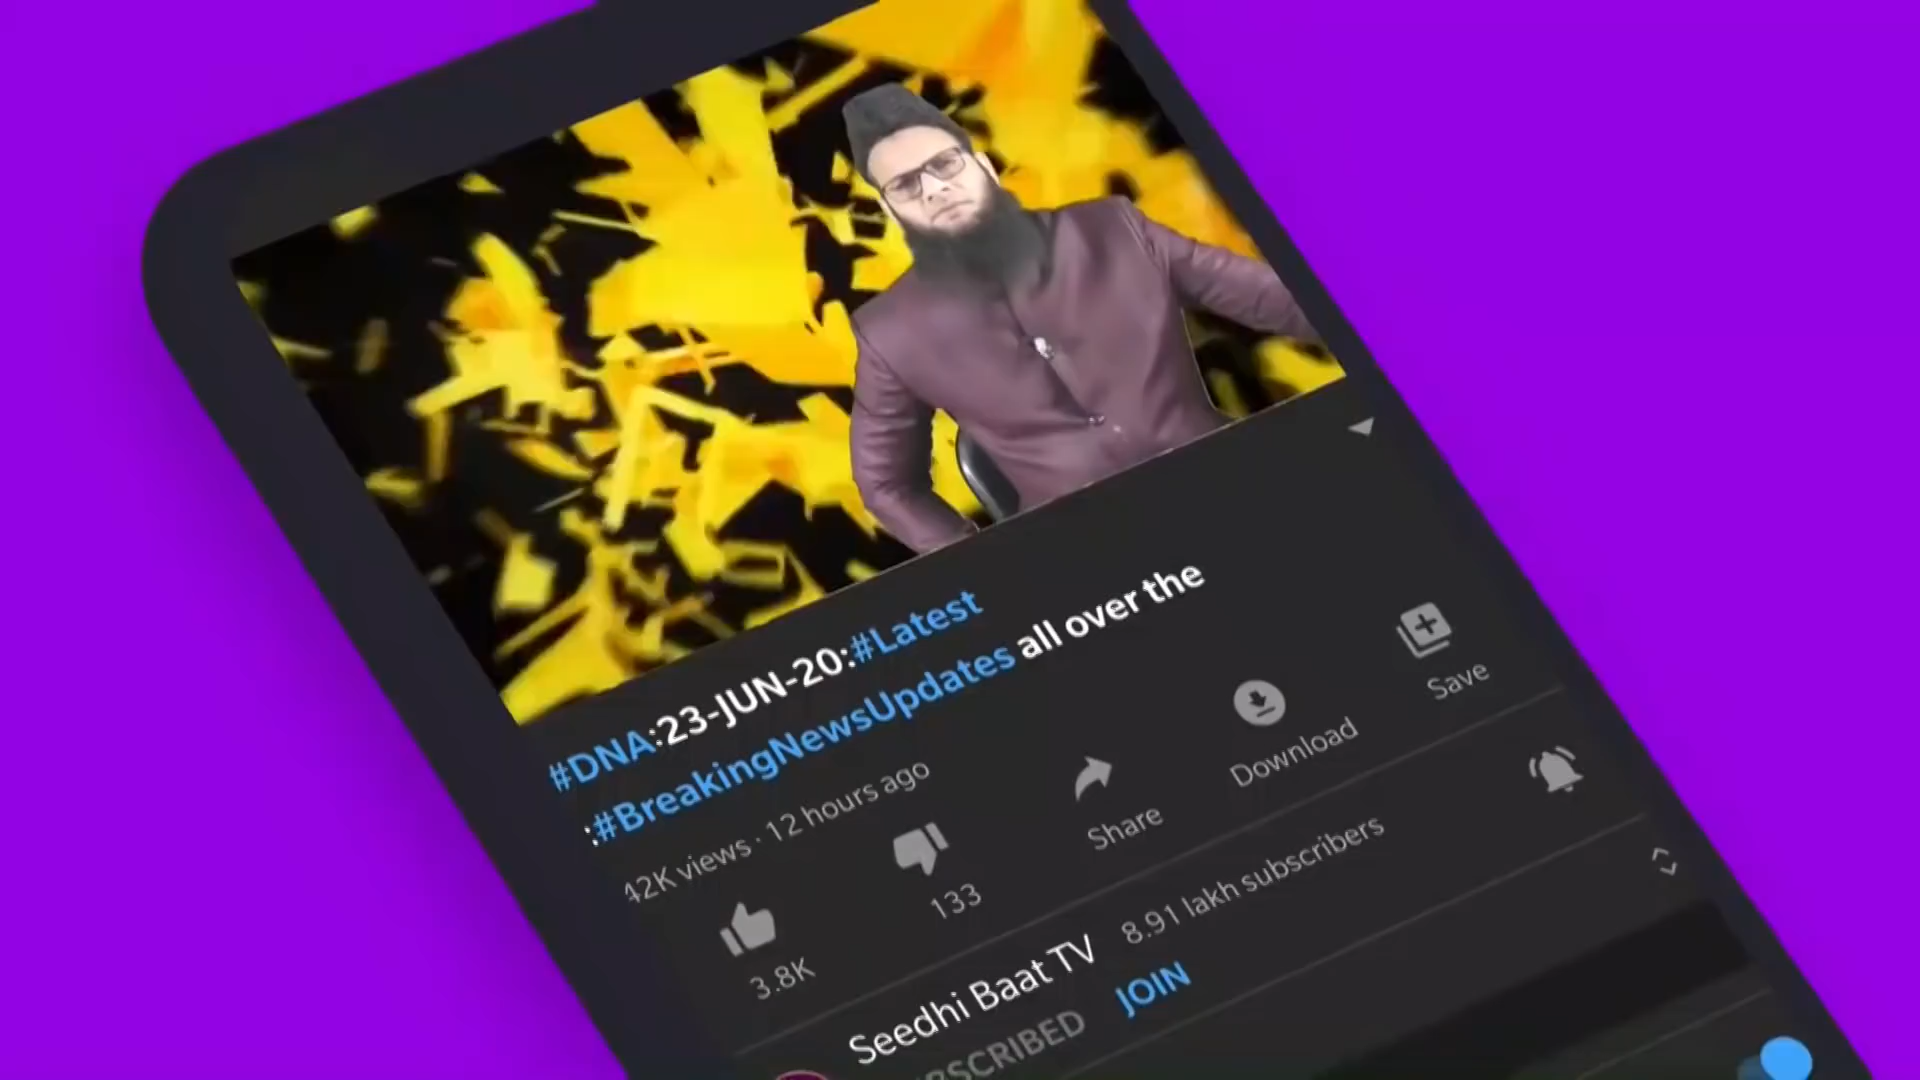 #DNA:23-JUN-20:#Latest
:#BreakingNewsUpdates all over the
42K views · 12 hours ago
3.8K
133
Share
Download
Save
Seedhi Baat TV
8.91 lakh subscribers
JOIN